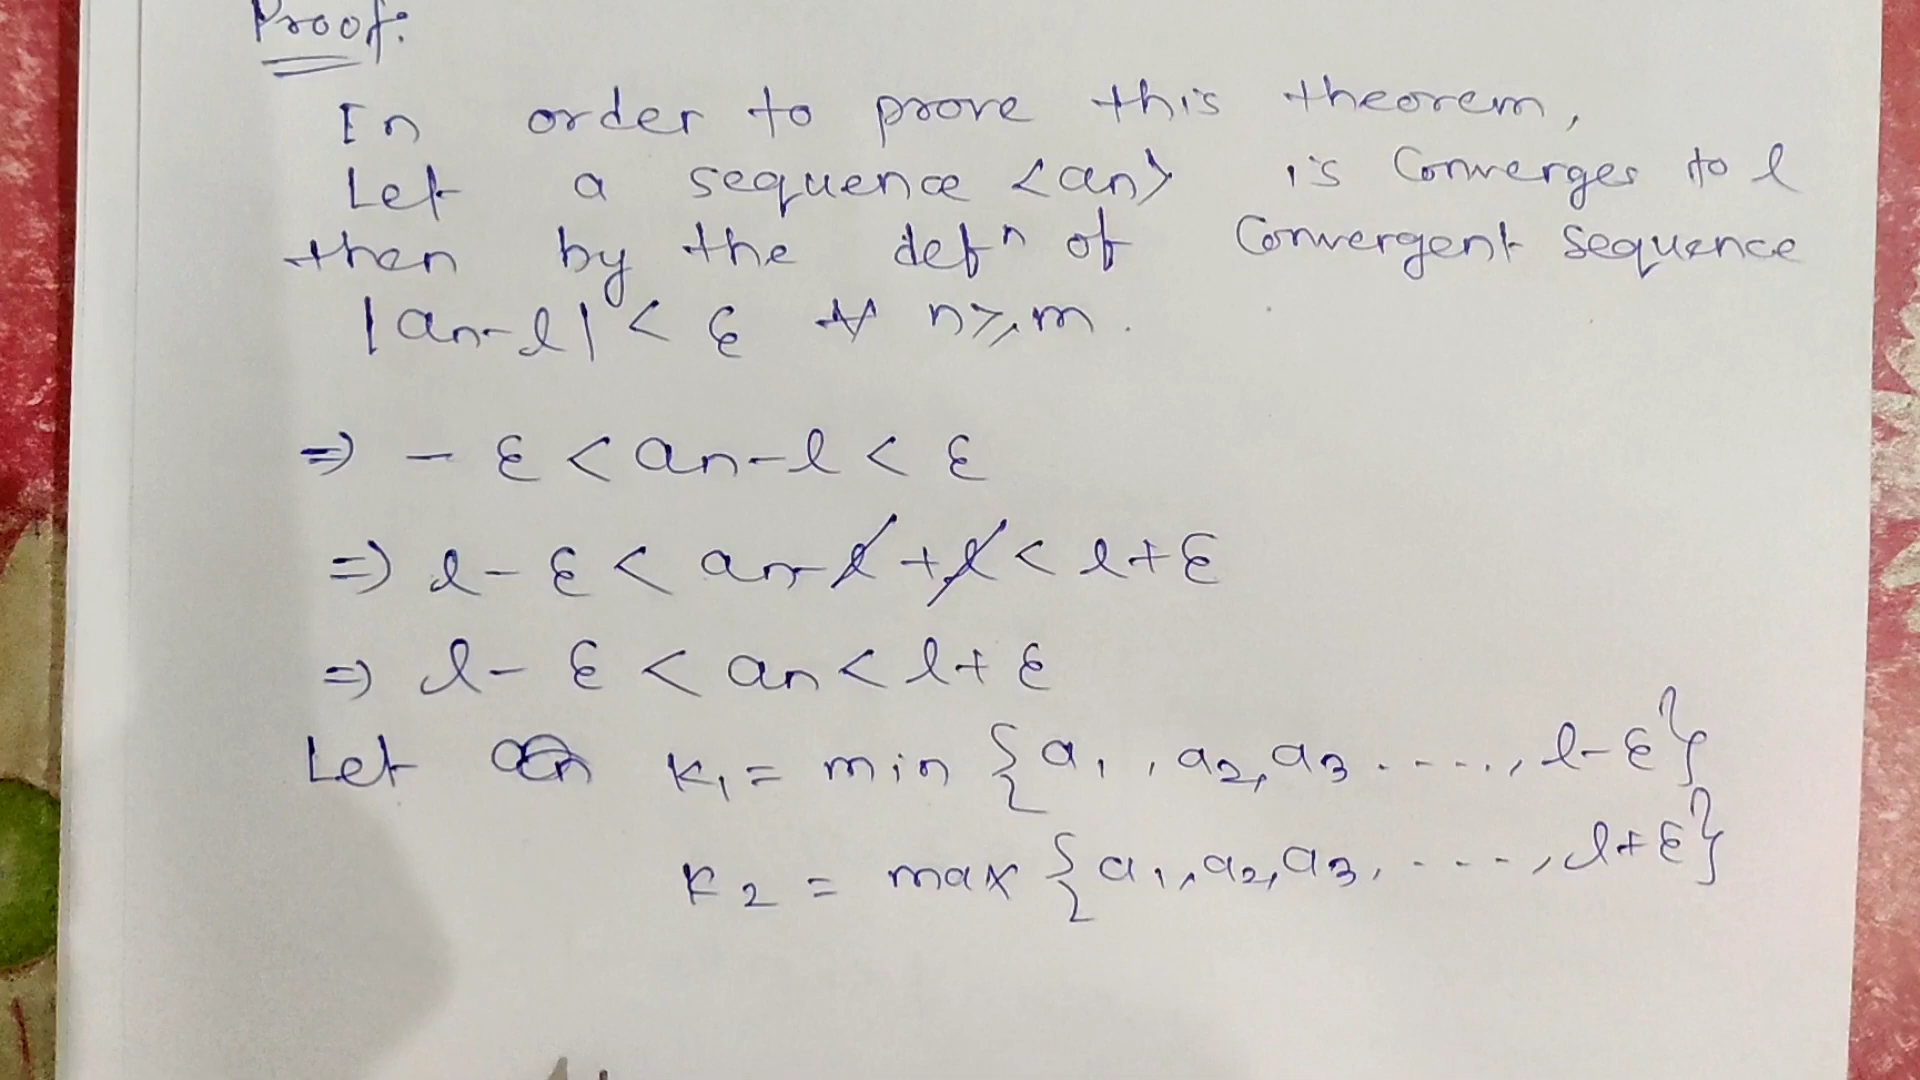 Proof:
In order to prove this theorem,
Let a sequence <an> is Converges to l
then by the defⁿ of Convergent sequence
|an-l| < ε ∀ n≥m.
⇒ - ε < an-l < ε
⇒ l- ε < an-l+l < l+ε
⇒ l- ε < an < l+ ε
Let K₁ = min {a₁, a₂, a₃ ....., l-ε}
K₂ = max {a₁, a₂, a₃, ...., l+ε}